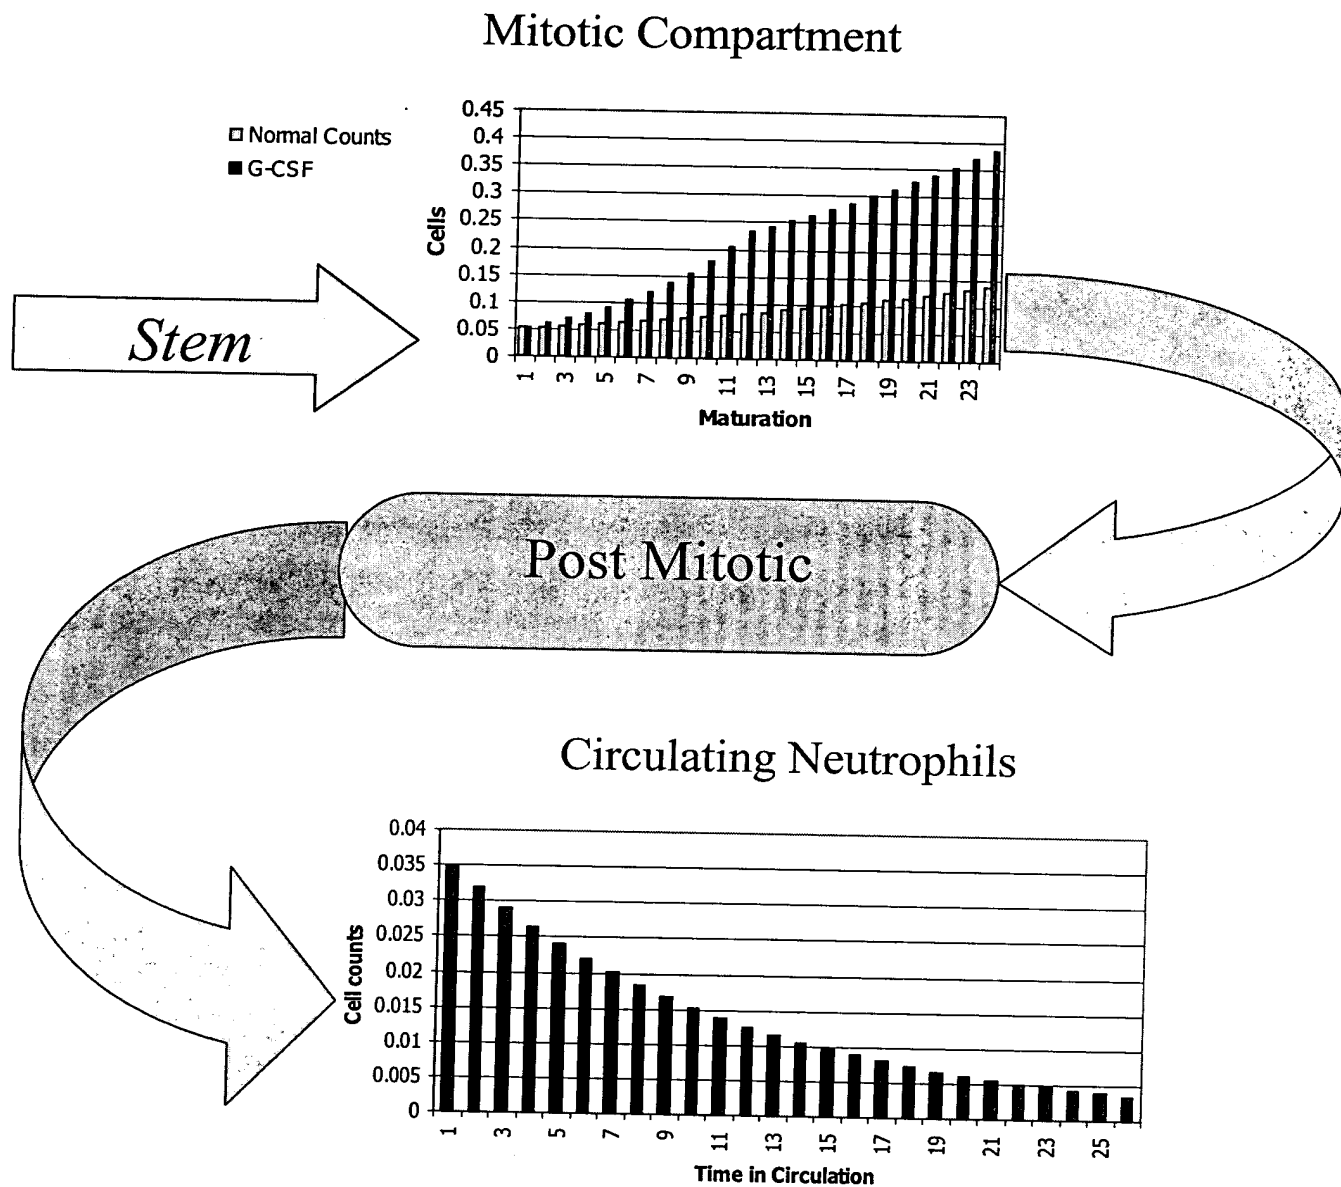 Mitotic Compartment
Normal Counts
G-CSF
Cells
0.45
0.4
0.35
0.3
0.25
0.2
0.15
0.1
0.05
0
1 3 5 7 9 11 13 15 17 19 21 23
Maturation
Stem
Post Mitotic
Circulating Neutrophils
Cell counts
0.04
0.035
0.03
0.025
0.02
0.015
0.01
0.005
0
1 3 5 7 9 11 13 15 17 19 21 23 25
Time in Circulation